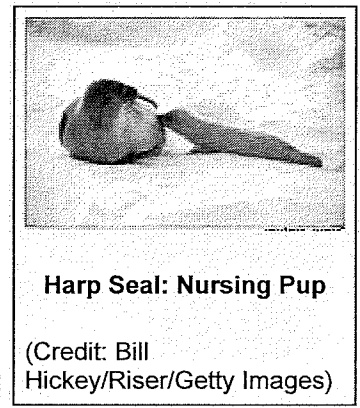 Harp Seal: Nursing Pup
(Credit: Bill
Hickey/Riser/Getty Images)